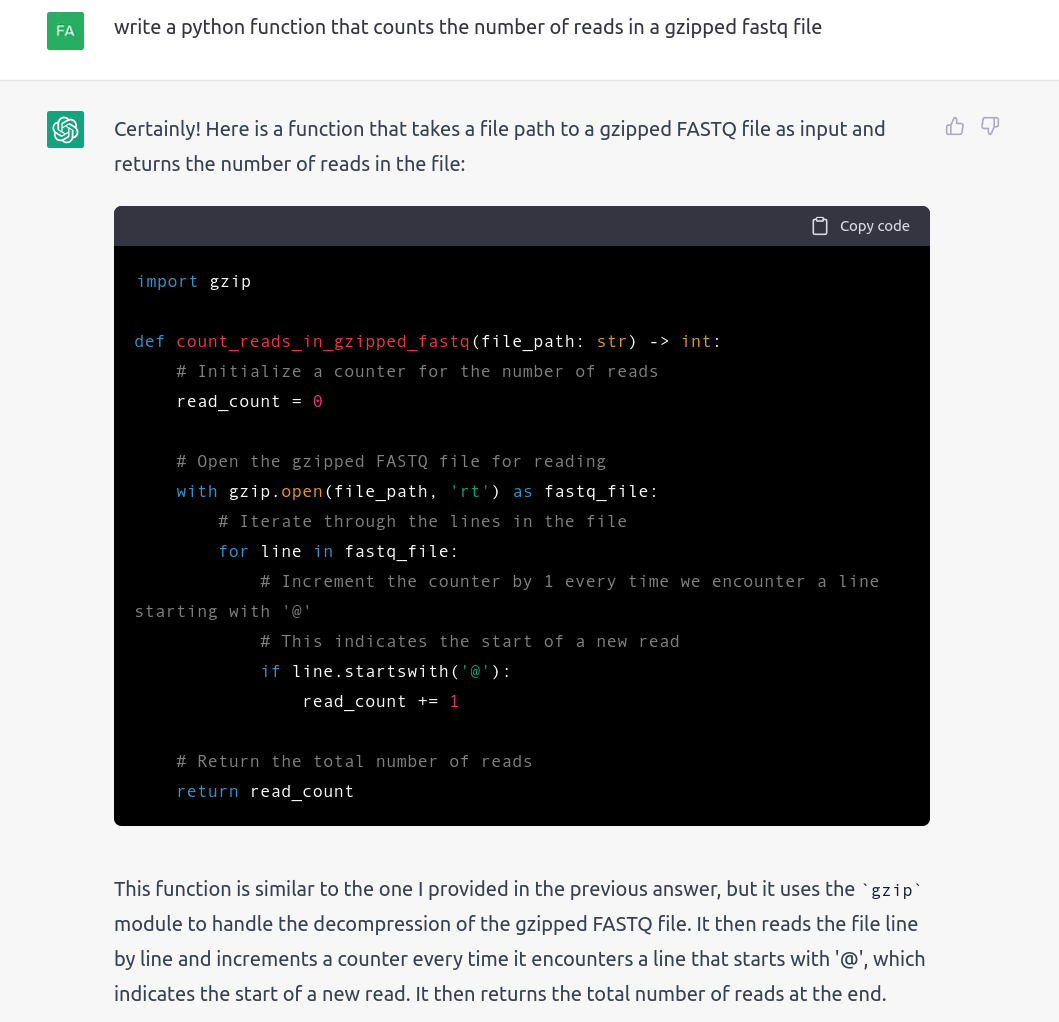 FA
write a python function that counts the number of reads in a gzipped fastq file
Certainly! Here is a function that takes a file path to a gzipped FASTQ file as input and
returns the number of reads in the file:
Copy code
import gzip
def count_reads_in_gzipped_fastq(file_path: str) -> int:
    # Initialize a counter for the number of reads
    read_count = 0
    # Open the gzipped FASTQ file for reading
    with gzip.open(file_path, 'rt') as fastq_file:
        # Iterate through the lines in the file
        for line in fastq_file:
            # Increment the counter by 1 every time we encounter a line
starting with '@'
            # This indicates the start of a new read
            if line.startswith('@'):
                read_count += 1
    # Return the total number of reads
    return read_count
This function is similar to the one I provided in the previous answer, but it uses the `gzip`
module to handle the decompression of the gzipped FASTQ file. It then reads the file line
by line and increments a counter every time it encounters a line that starts with '@', which
indicates the start of a new read. It then returns the total number of reads at the end.